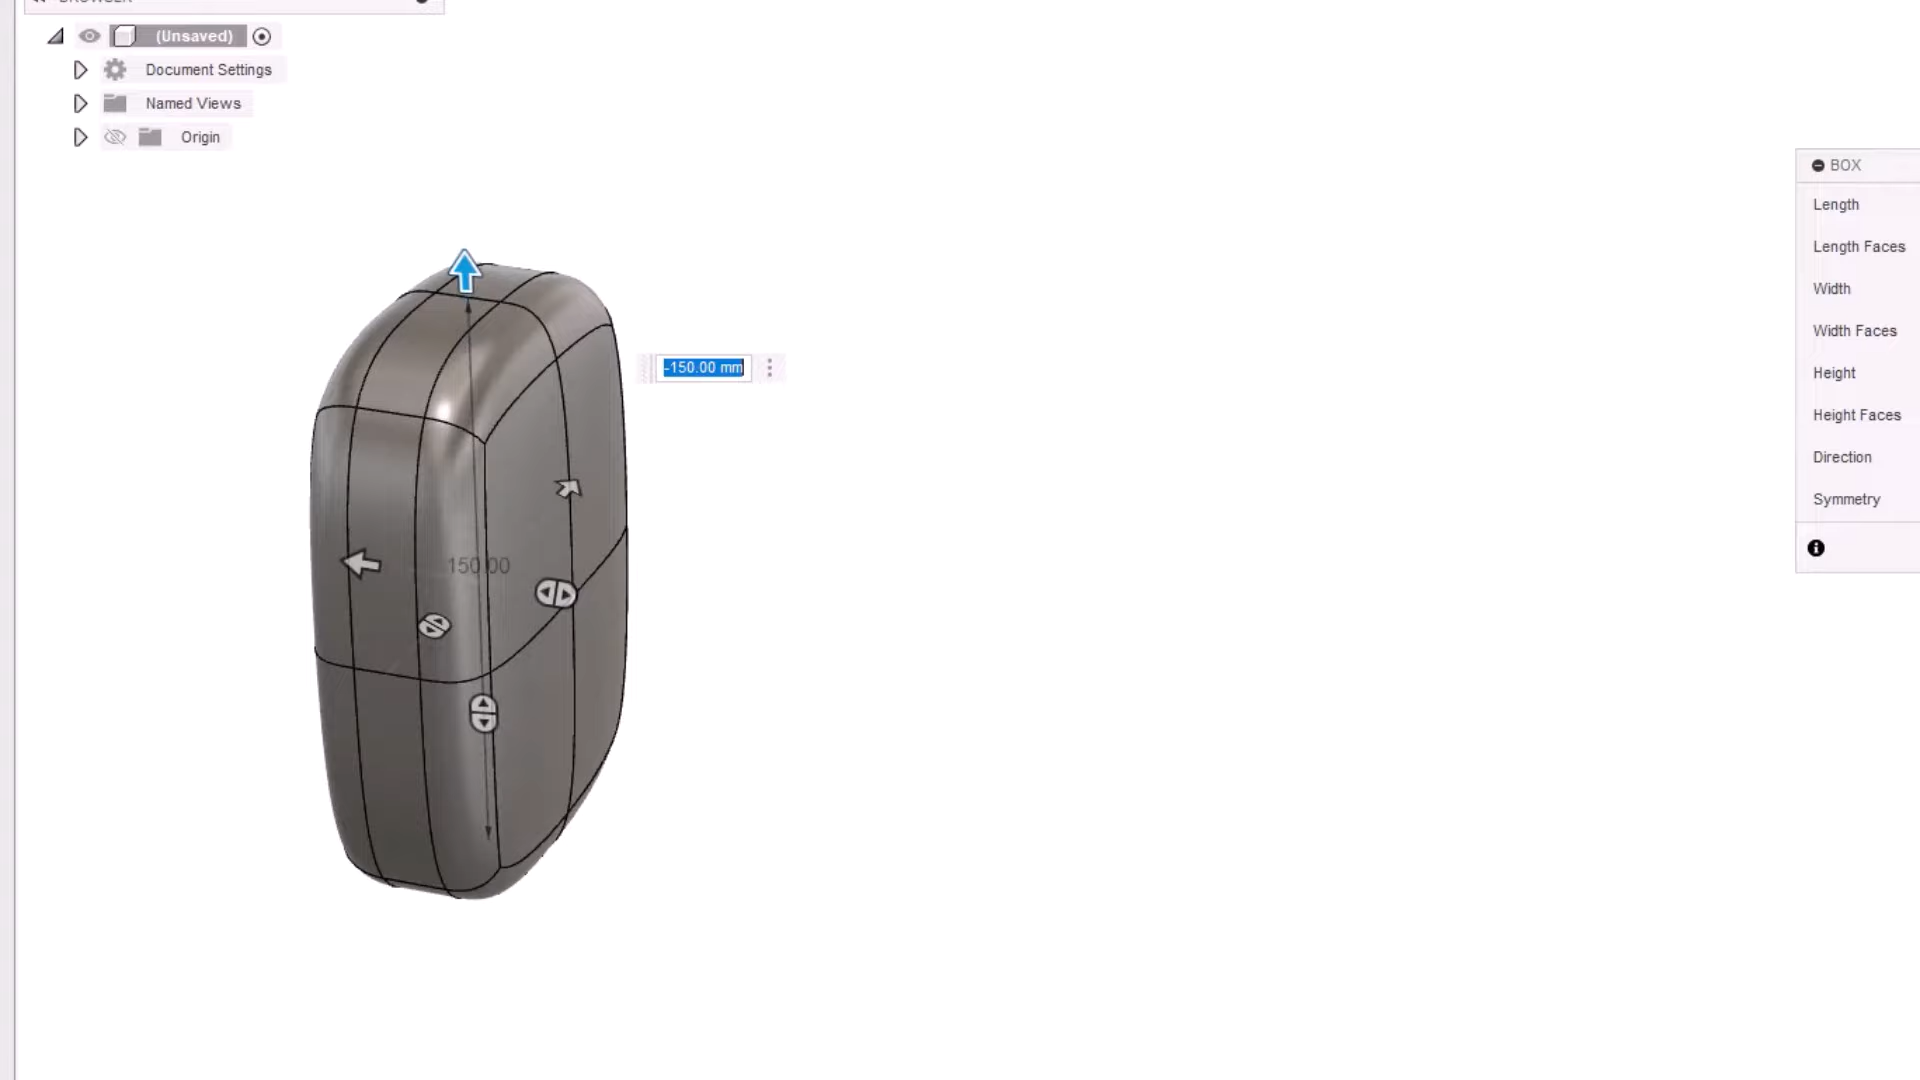 BROWSER
(Unsaved)
Document Settings
Named Views
Origin
BOX
Length
Length Faces
Width
Width Faces
-150.00 mm
Height
Height Faces
Direction
Symmetry
150.00